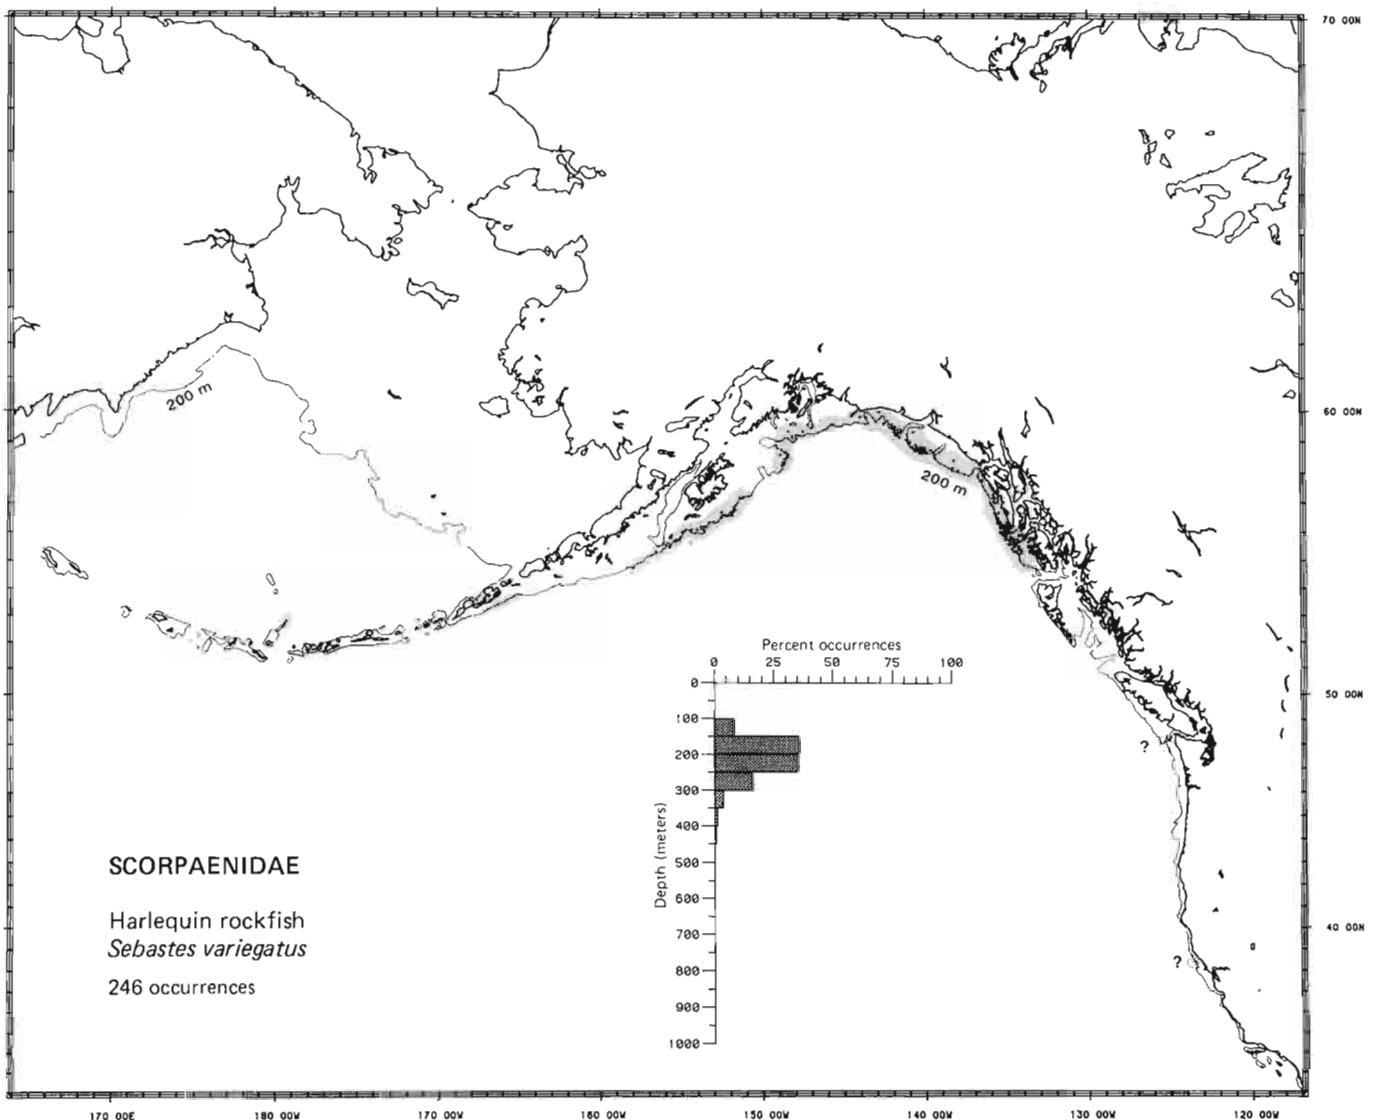 70 00N
200 m
60 00N
200 m
Percent occurrences
0 25 50 75 100
0
50 00N
100
?
200
300
400
Depth (meters)
500
SCORPAENIDAE
600
Harlequin rockfish
700
40 00N
Sebastes variegatus
?
800
246 occurrences
900
1000
170 00E 180 00W 170 00W 160 00W 150 00W 140 00W 130 00W 120 00W